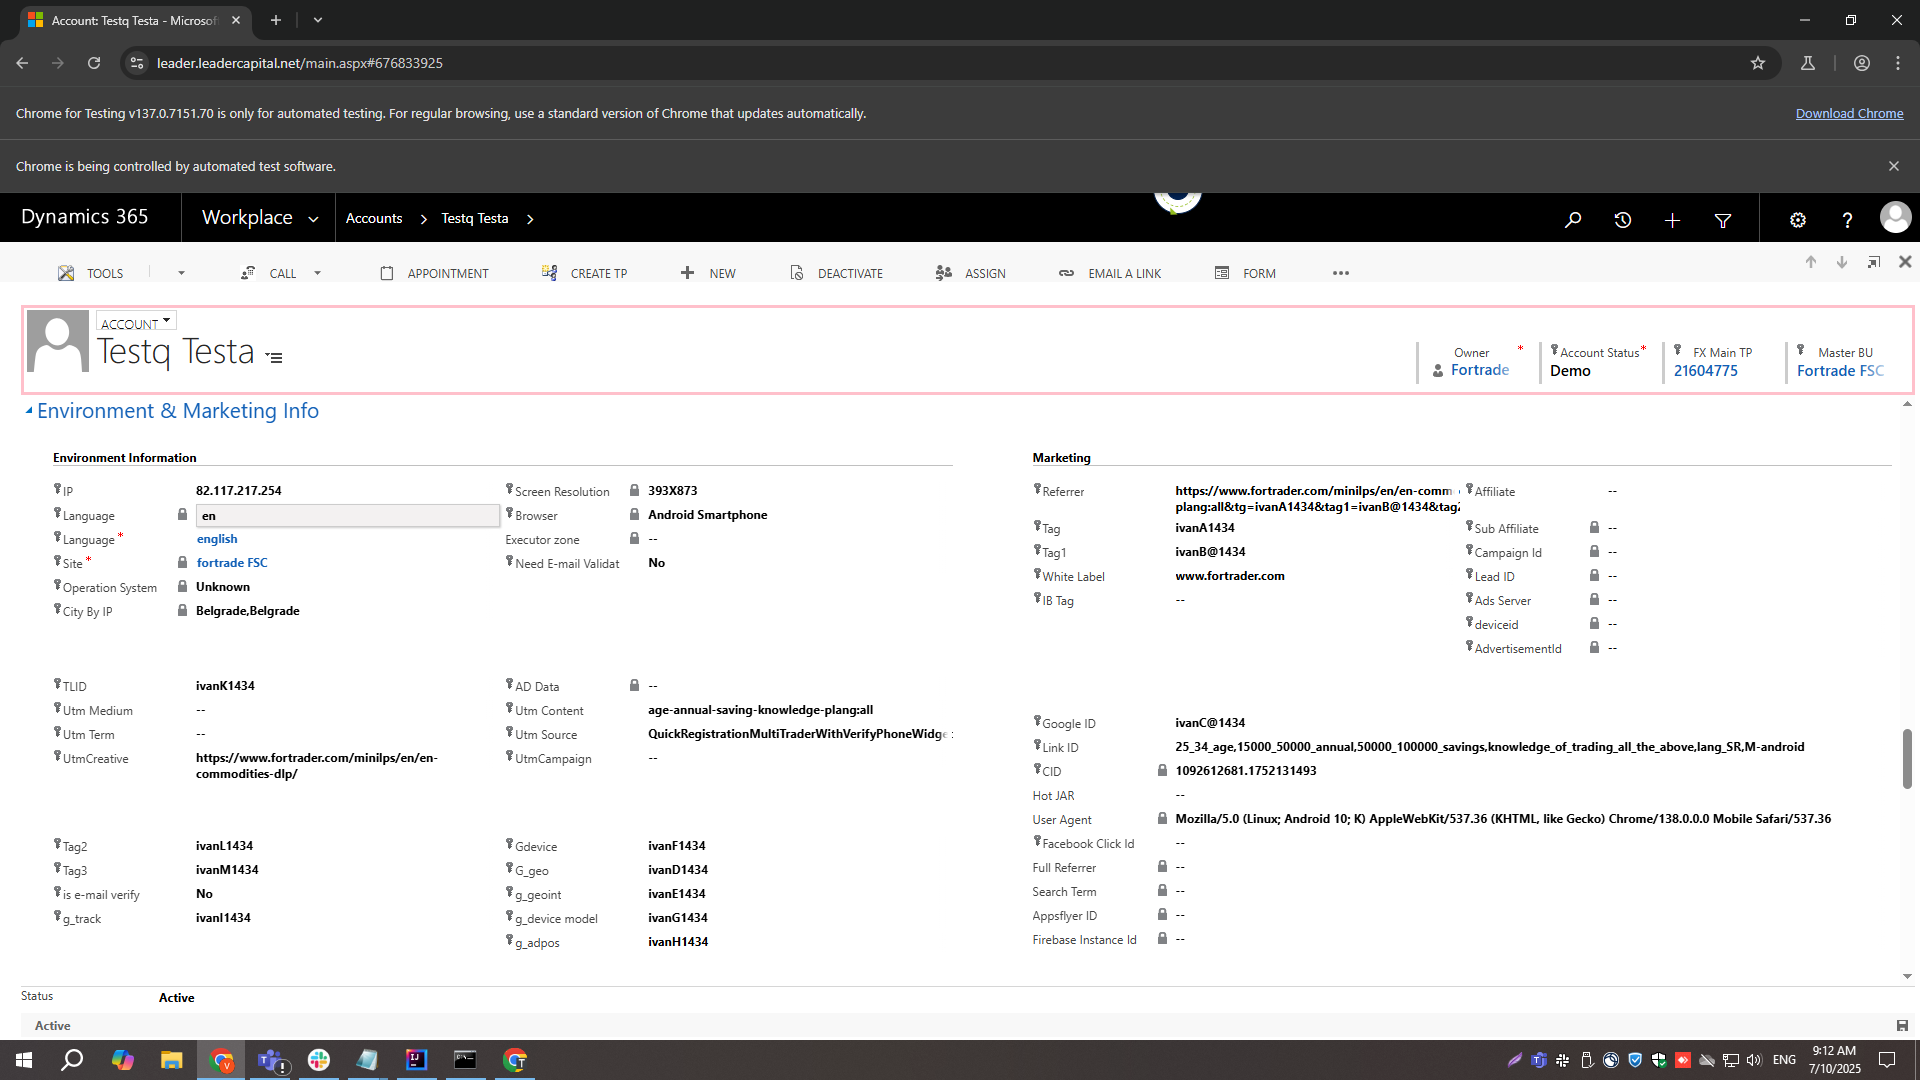 Account: Testq Testa - Microsof
leader.leadercapital.net/main.aspx#676833925
Chrome for Testing v137.0.7151.70 is only for automated testing. For regular browsing, use a standard version of Chrome that updates automatically.
Download Chrome
Chrome is being controlled by automated test software.
Dynamics 365
Workplace
Accounts
Testq Testa
TOOLS
CALL
APPOINTMENT
CREATE TP
NEW
DEACTIVATE
ASSIGN
EMAIL A LINK
FORM
ACCOUNT
Testq Testa
Owner *
Fortrade
Account Status*
Demo
FX Main TP
21604775
Master BU
Fortrade FSC
Environment & Marketing Info
Environment Information
IP 82.117.217.254
Language en
Language* english
Site* fortrade FSC
Operation System Unknown
City By IP Belgrade,Belgrade
Screen Resolution 393X873
Browser Android Smartphone
Executor zone --
Need E-mail Validat No
TLID ivanK1434
Utm Medium --
Utm Term --
UtmCreative https://www.fortrader.com/minilps/en/en-
commodities-dlp/
AD Data --
Utm Content age-annual-saving-knowledge-plang:all
Utm Source QuickRegistrationMultiTraderWithVerifyPhoneWidge
UtmCampaign --
Tag2 ivanL1434
Tag3 ivanM1434
is e-mail verify No
g_track ivanI1434
Gdevice ivanF1434
G_geo ivanD1434
g_geoint ivanE1434
g_device model ivanG1434
g_adpos ivanH1434
Marketing
Referrer https://www.fortrader.com/minilps/en/en-comm
plang:all&tg=ivanA1434&tag1=ivanB@1434&tag2
Tag ivanA1434
Tag1 ivanB@1434
White Label www.fortrader.com
IB Tag --
Affiliate --
Sub Affiliate --
Campaign Id --
Lead ID --
Ads Server --
deviceid --
AdvertisementId --
Google ID ivanC@1434
Link ID 25_34_age,15000_50000_annual,50000_100000_savings,knowledge_of_trading_all_the_above,lang_SR,M-android
CID 1092612681.1752131493
Hot JAR --
User Agent Mozilla/5.0 (Linux; Android 10; K) AppleWebKit/537.36 (KHTML, like Gecko) Chrome/138.0.0.0 Mobile Safari/537.36
Facebook Click Id --
Full Referrer --
Search Term --
Appsflyer ID --
Firebase Instance Id --
Status Active
Active
ENG
9:12 AM
7/10/2025